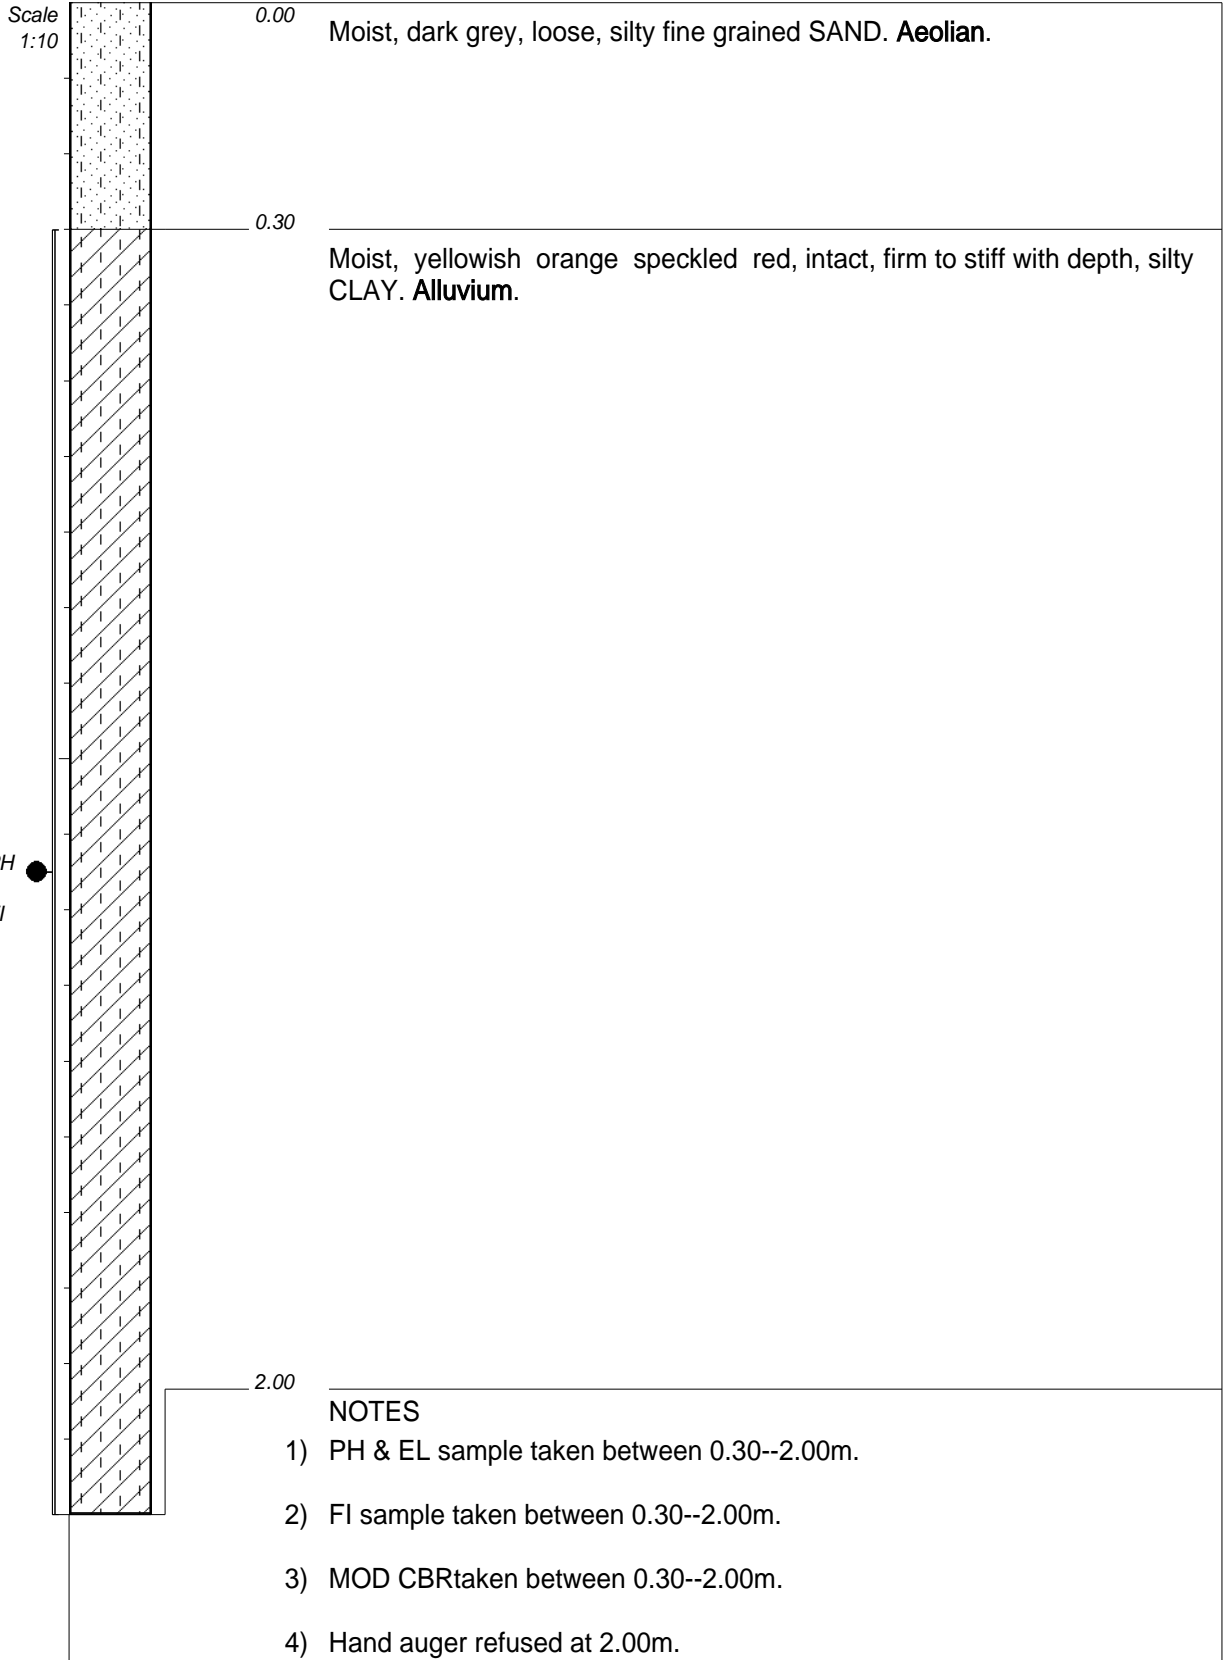 Scale
1:10
0.00
Moist, dark grey, loose, silty fine grained SAND. Aeolian.
0.30
Moist, yellowish orange speckled red, intact, firm to stiff with depth, silty
CLAY. Alluvium.
2.00
NOTES
1) PH & EL sample taken between 0.30--2.00m.
2) FI sample taken between 0.30--2.00m.
3) MOD CBRtaken between 0.30--2.00m.
4) Hand auger refused at 2.00m.